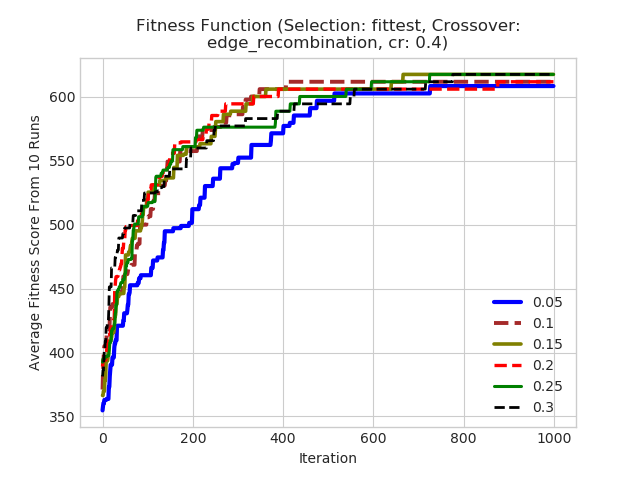 Fitness Function (Selection: fittest, Crossover:
edge_recombination, cr: 0.4)
Average Fitness Score From 10 Runs
600
550
500
450
400
350
0.05
0.1
0.15
0.2
0.25
0.3
0 200 400 600 800 1000
Iteration